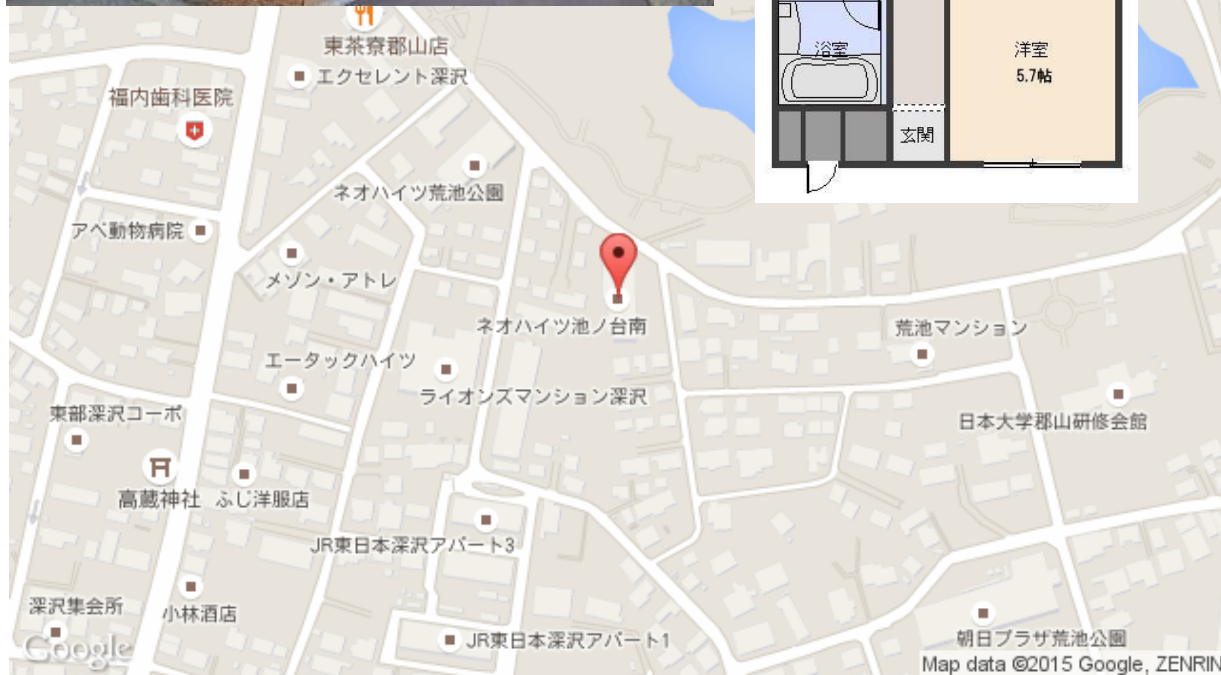 浴室
洋室
5.7帖
玄関
東茶寮郡山店
エクセレント深沢
福内歯科医院
ネオハイツ荒池公園
アベ動物病院
メゾン・アトレ
ネオハイツ池ノ台南
荒池マンション
エータックハイツ
ライオンズマンション深沢
東部深沢コーポ
日本大学郡山研修会館
高蔵神社
ふじ洋服店
JR東日本深沢アパート3
深沢集会所
小林酒店
JR東日本深沢アパート1
朝日プラザ荒池公園
Google
Map data ©2015 Google, ZENRIN